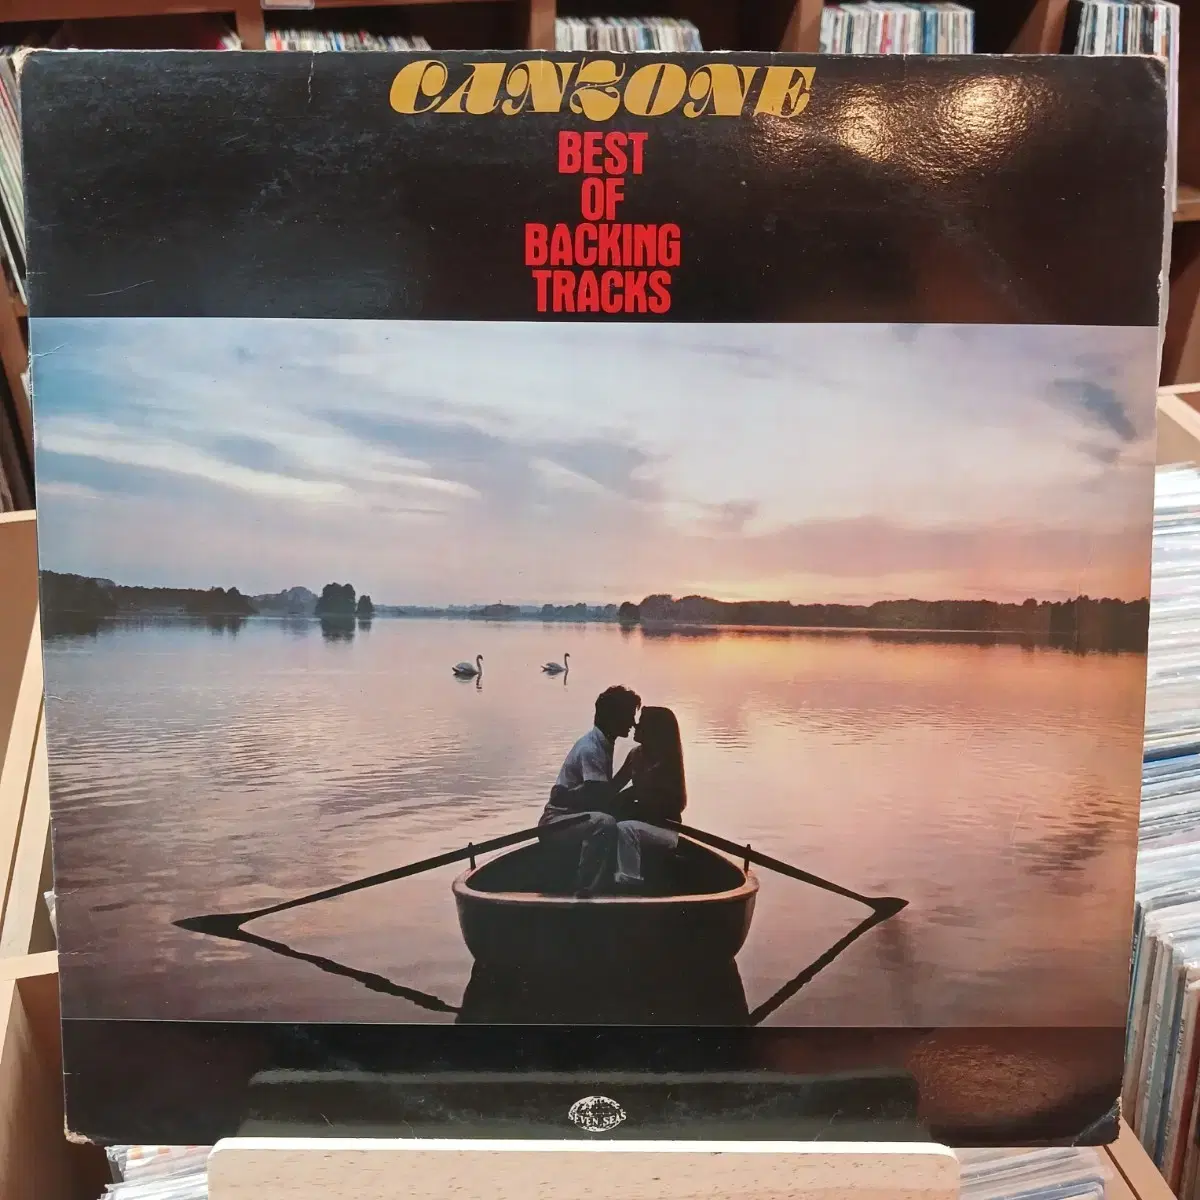 CANZONE
BEST
OF
BACKING
TRACKS
SEVEN SEAS